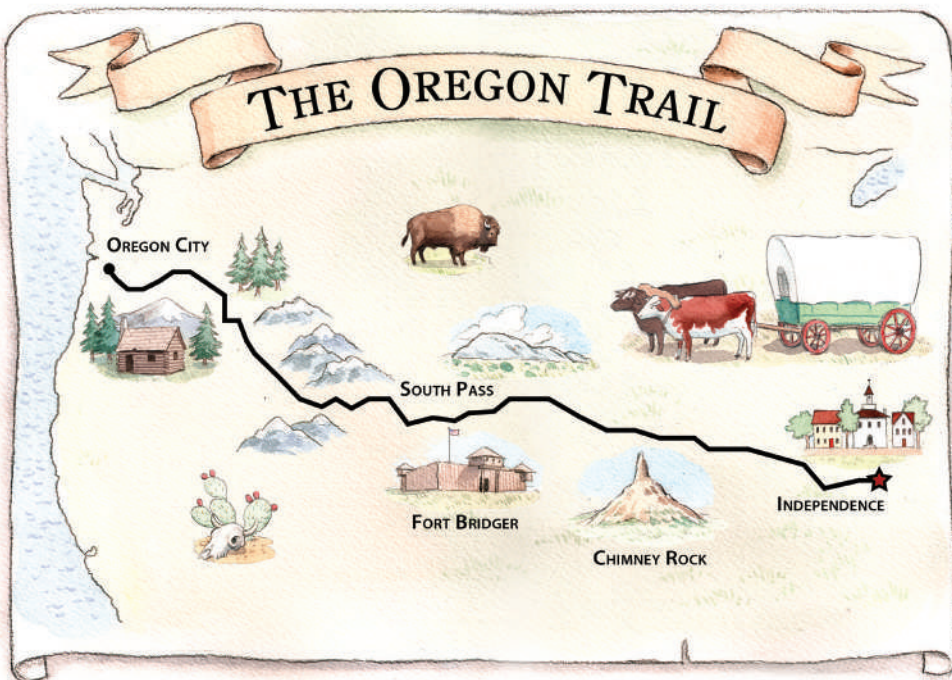 THE OREGON TRAIL
OREGON CITY
SOUTH PASS
FORT BRIDGER
CHIMNEY ROCK
INDEPENDENCE